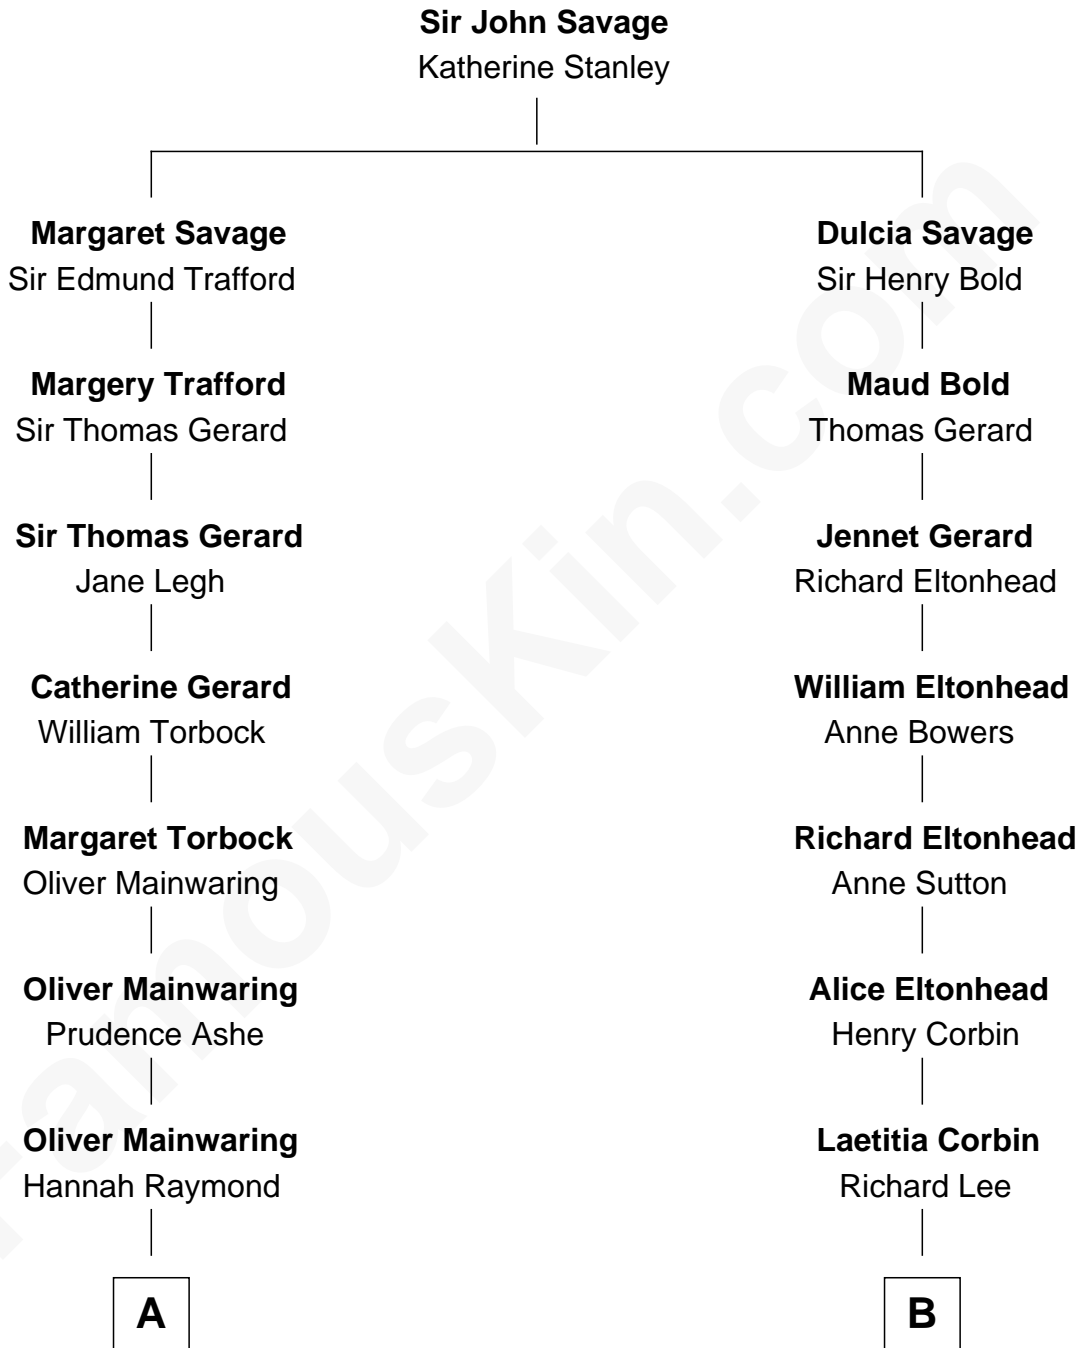 Sir John Savage
Katherine Stanley
Margaret Savage
Sir Edmund Trafford
Dulcia Savage
Sir Henry Bold
Margery Trafford
Sir Thomas Gerard
Maud Bold
Thomas Gerard
Sir Thomas Gerard
Jane Legh
Jennet Gerard
Richard Eltonhead
Catherine Gerard
William Torbock
William Eltonhead
Anne Bowers
Margaret Torbock
Oliver Mainwaring
Richard Eltonhead
Anne Sutton
Oliver Mainwaring
Prudence Ashe
Alice Eltonhead
Henry Corbin
Oliver Mainwaring
Hannah Raymond
Laetitia Corbin
Richard Lee
A
B
FamousKin.com